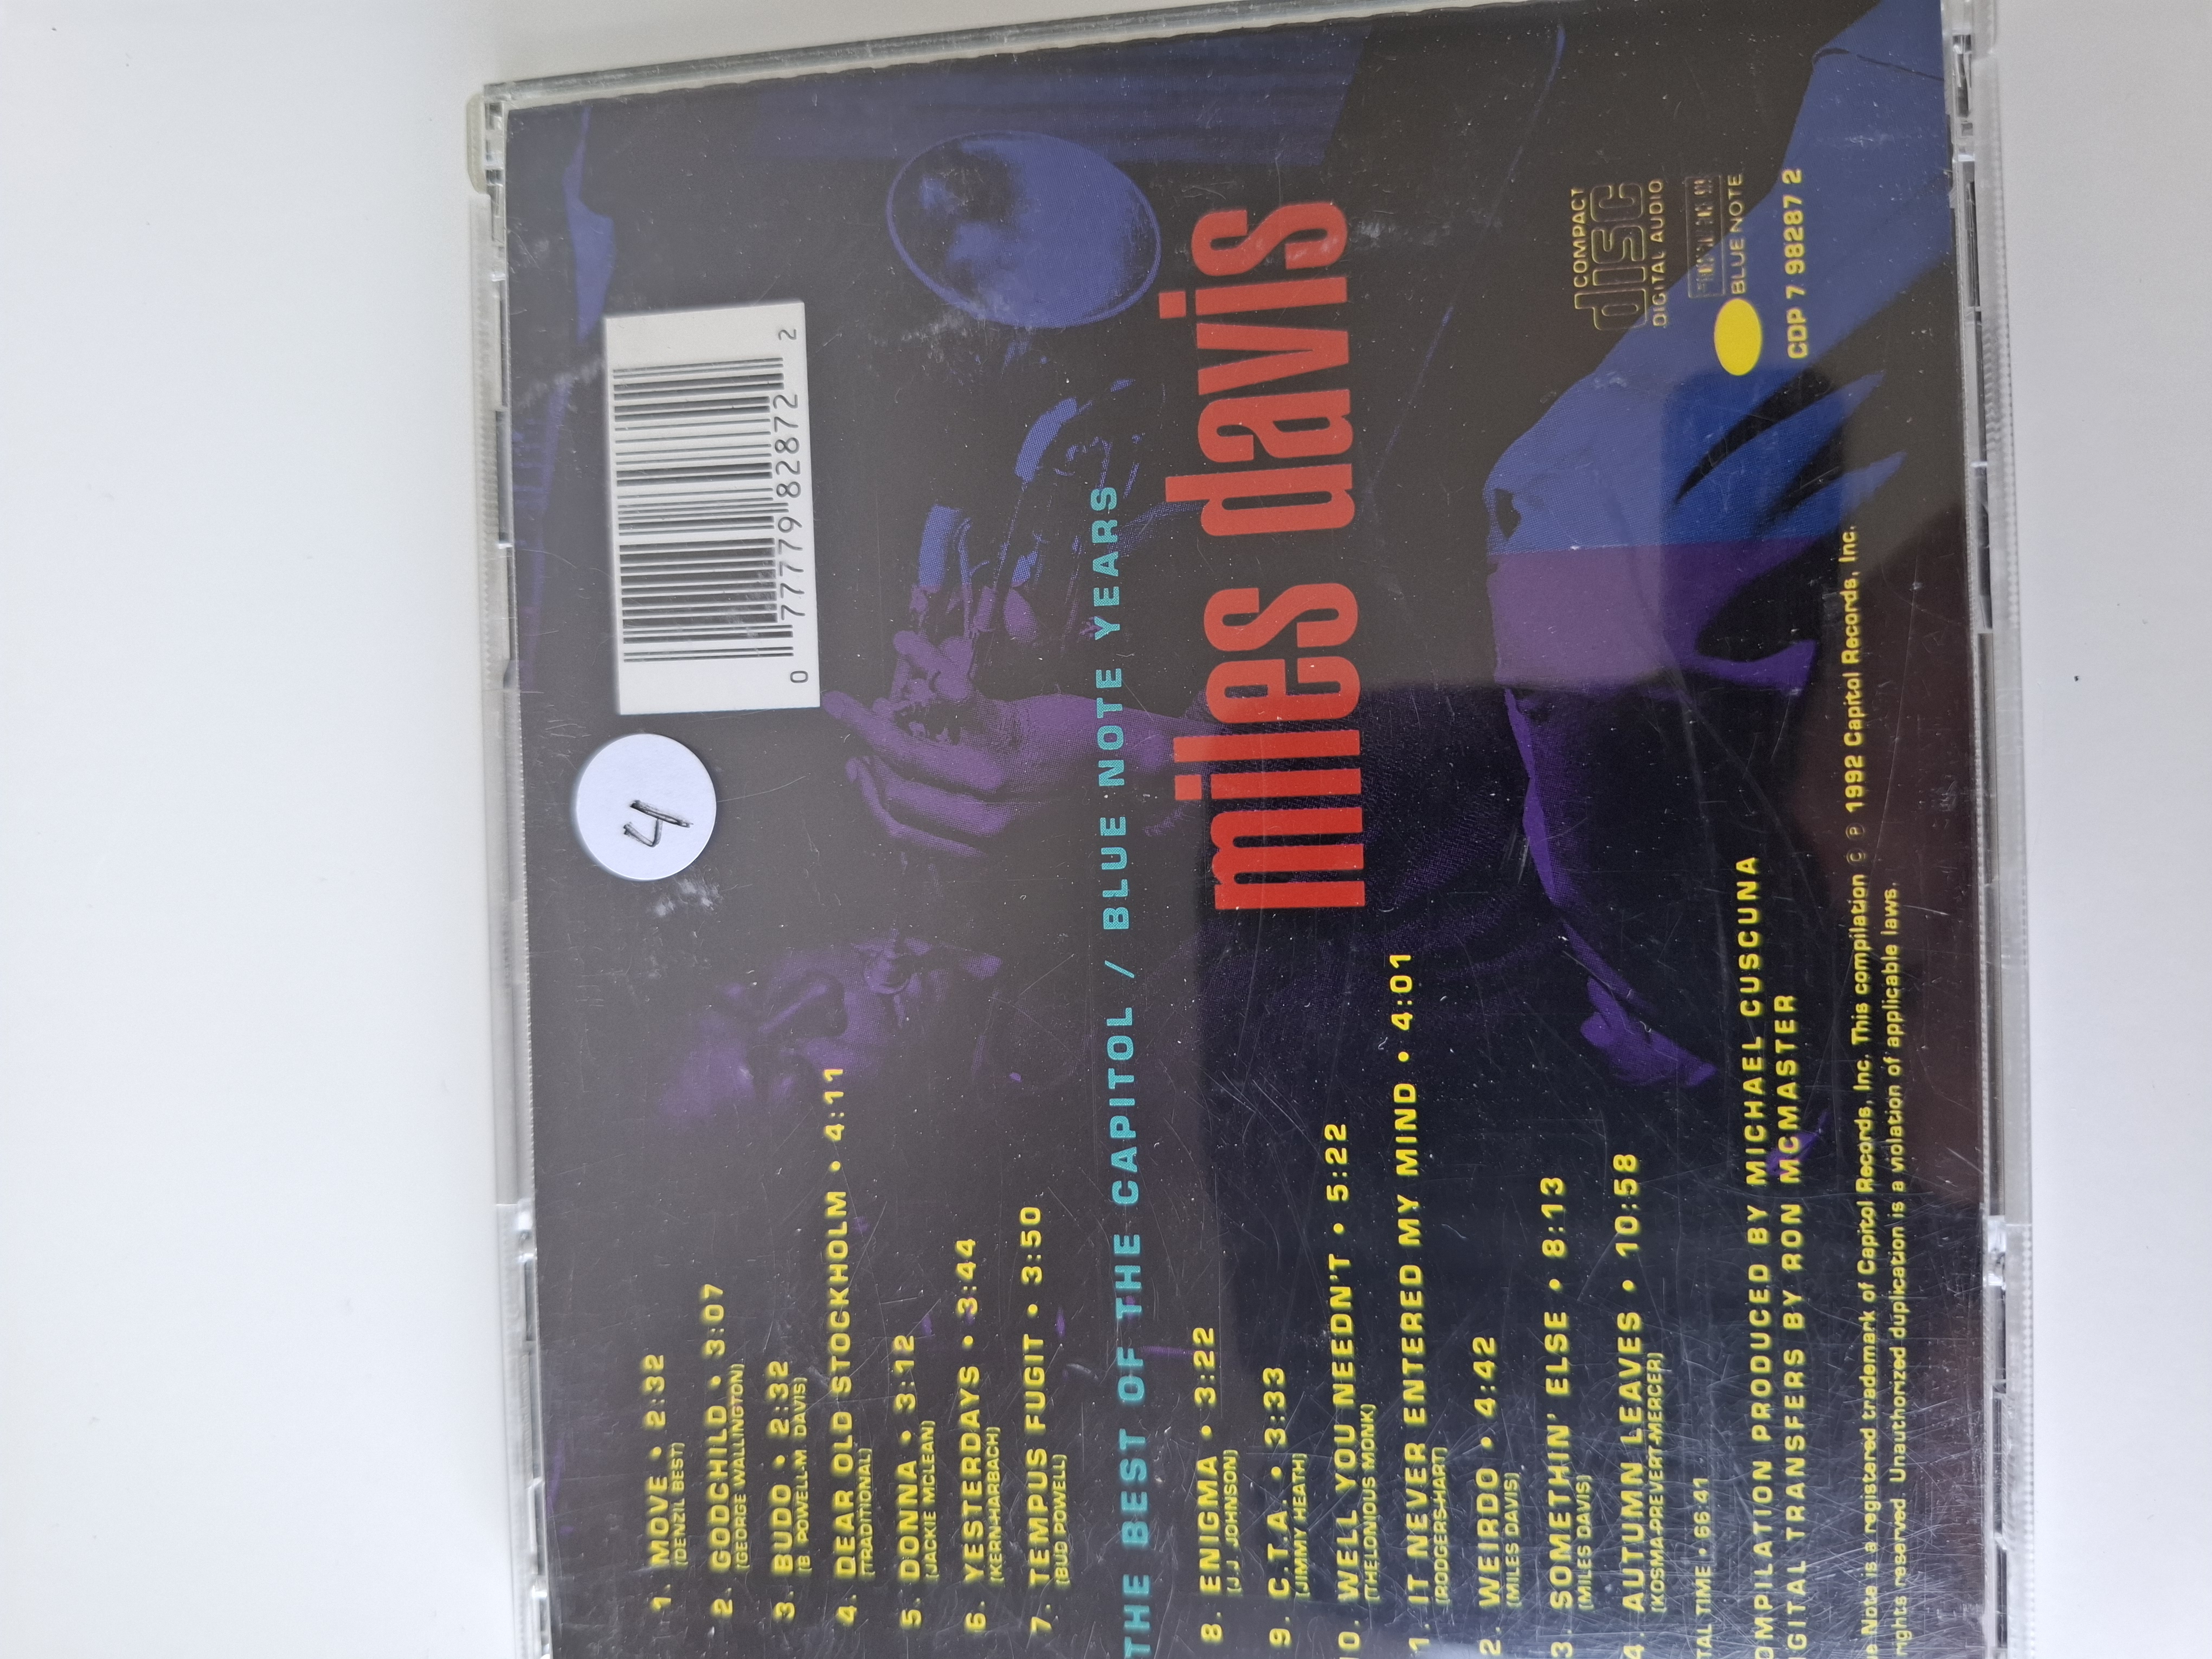 1. MOVE • 2:32
[DENZIL BEST]
2. GODCHILD • 3:07
[GEORGE WALLINGTON]
3. BUDO • 2:32
[B. POWELL-M. DAVIS]
4. DEAR OLD STOCKHOLM • 4:11
[TRADITIONAL]
5. DONNA • 3:12
[JACKIE MCLEAN]
6. YESTERDAYS • 3:44
[KERN-HARBACH]
7. TEMPUS FUGIT • 3:50
[BUD POWELL]
4
0 77779 82872 2
THE BEST OF THE CAPITOL / BLUE NOTE YEARS
miles davis
8. ENIGMA • 3:22
[J.J. JOHNSON]
9. C.T.A. • 3:33
[JIMMY HEATH]
10. WELL YOU NEEDN'T • 5:22
[THELONIOUS MONK]
1. IT NEVER ENTERED MY MIND • 4:01
[RODGERS-HART]
2. WEIRDO • 4:42
[MILES DAVIS]
3. SOMETHIN' ELSE • 8:13
[MILES DAVIS]
4. AUTUMN LEAVES • 10:58
[KOSMA-PREVERT-MERCER]
TAL TIME • 66:41
OMPILATION PRODUCED BY MICHAEL CUSCUNA
IGITAL TRANSFERS BY RON MCMASTER
COMPACT
disc
DIGITAL AUDIO
BLUE NOTE
CDP 7 98287 2
e Note is a registered trademark of Capitol Records, Inc. This compilation © ℗ 1992 Capitol Records, Inc.
rights reserved. Unauthorized duplication is a violation of applicable laws.